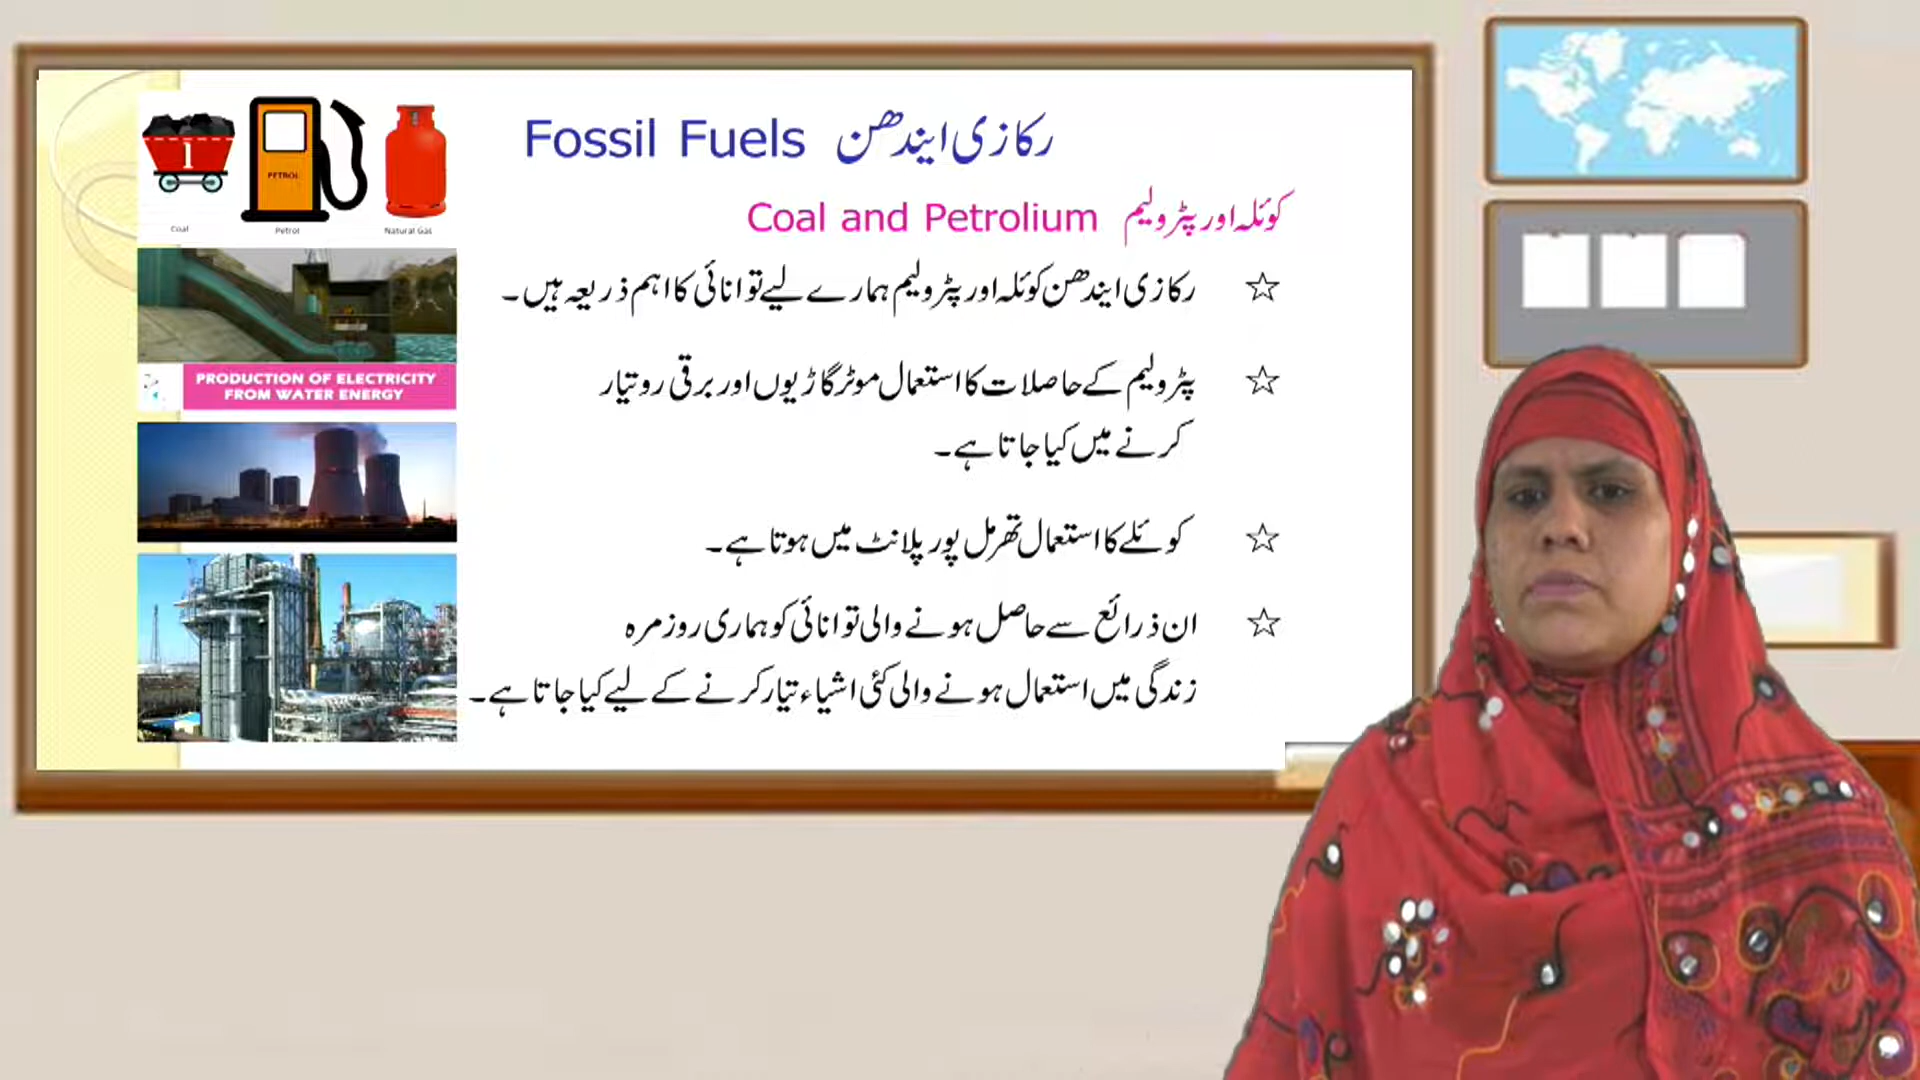 Fossil Fuels رکازی ایندھن
Coal and Petrolium کوئلہ اور پٹرولیم
☆ رکازی ایندھن کوئلہ اور پٹرولیم ہمارے لیے توانائی کا اہم ذریعہ ہیں۔
☆ پٹرولیم کے حاصلات کا استعمال موٹر گاڑیوں اور برقی رو تیار
کرنے میں کیا جاتا ہے۔
☆ کوئلے کا استعمال تھرمل پور پلانٹ میں ہوتا ہے۔
☆ ان ذرائع سے حاصل ہونے والی توانائی کو ہماری روزمرہ
زندگی میں استعمال ہونے والی کئی اشیاء تیار کرنے کے لیے کیا جاتا ہے۔
1
PETROL
Coal
Petrol
Natural Gas
PRODUCTION OF ELECTRICITY
FROM WATER ENERGY